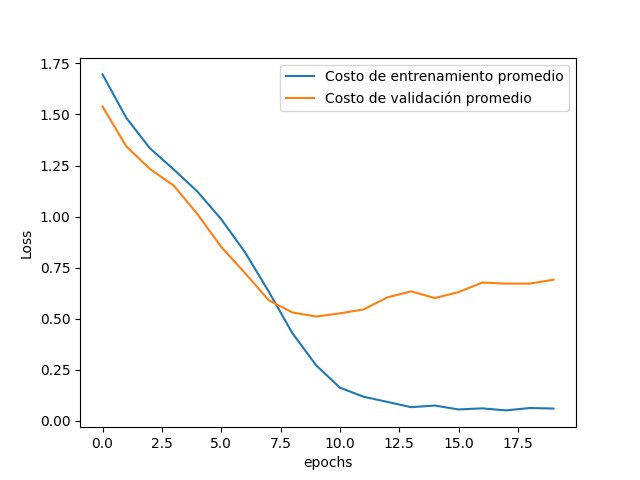 Costo de entrenamiento promedio
Costo de validación promedio
Loss
1.75
1.50
1.25
1.00
0.75
0.50
0.25
0.00
0.0 2.5 5.0 7.5 10.0 12.5 15.0 17.5
epochs